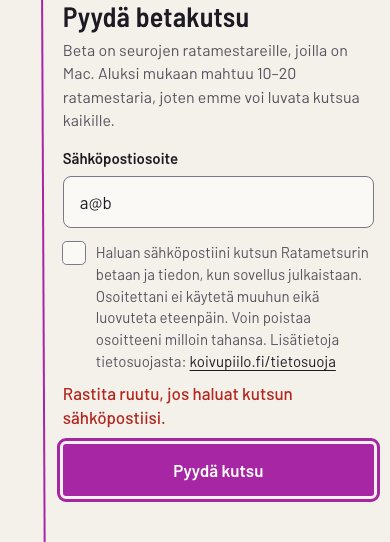 Pyydä betakutsu
Beta on seurojen ratamestareille, joilla on
Mac. Aluksi mukaan mahtuu 10–20
ratamestaria, joten emme voi luvata kutsua
kaikille.
Sähköpostiosoite
a@b
Haluan sähköpostiini kutsun Ratametsurin
betaan ja tiedon, kun sovellus julkaistaan.
Osoitettani ei käytetä muuhun eikä
luovuteta eteenpäin. Voin poistaa
osoitteeni milloin tahansa. Lisätietoja
tietosuojasta: koivupiilo.fi/tietosuoja
Rastita ruutu, jos haluat kutsun
sähköpostiisi.
Pyydä kutsu